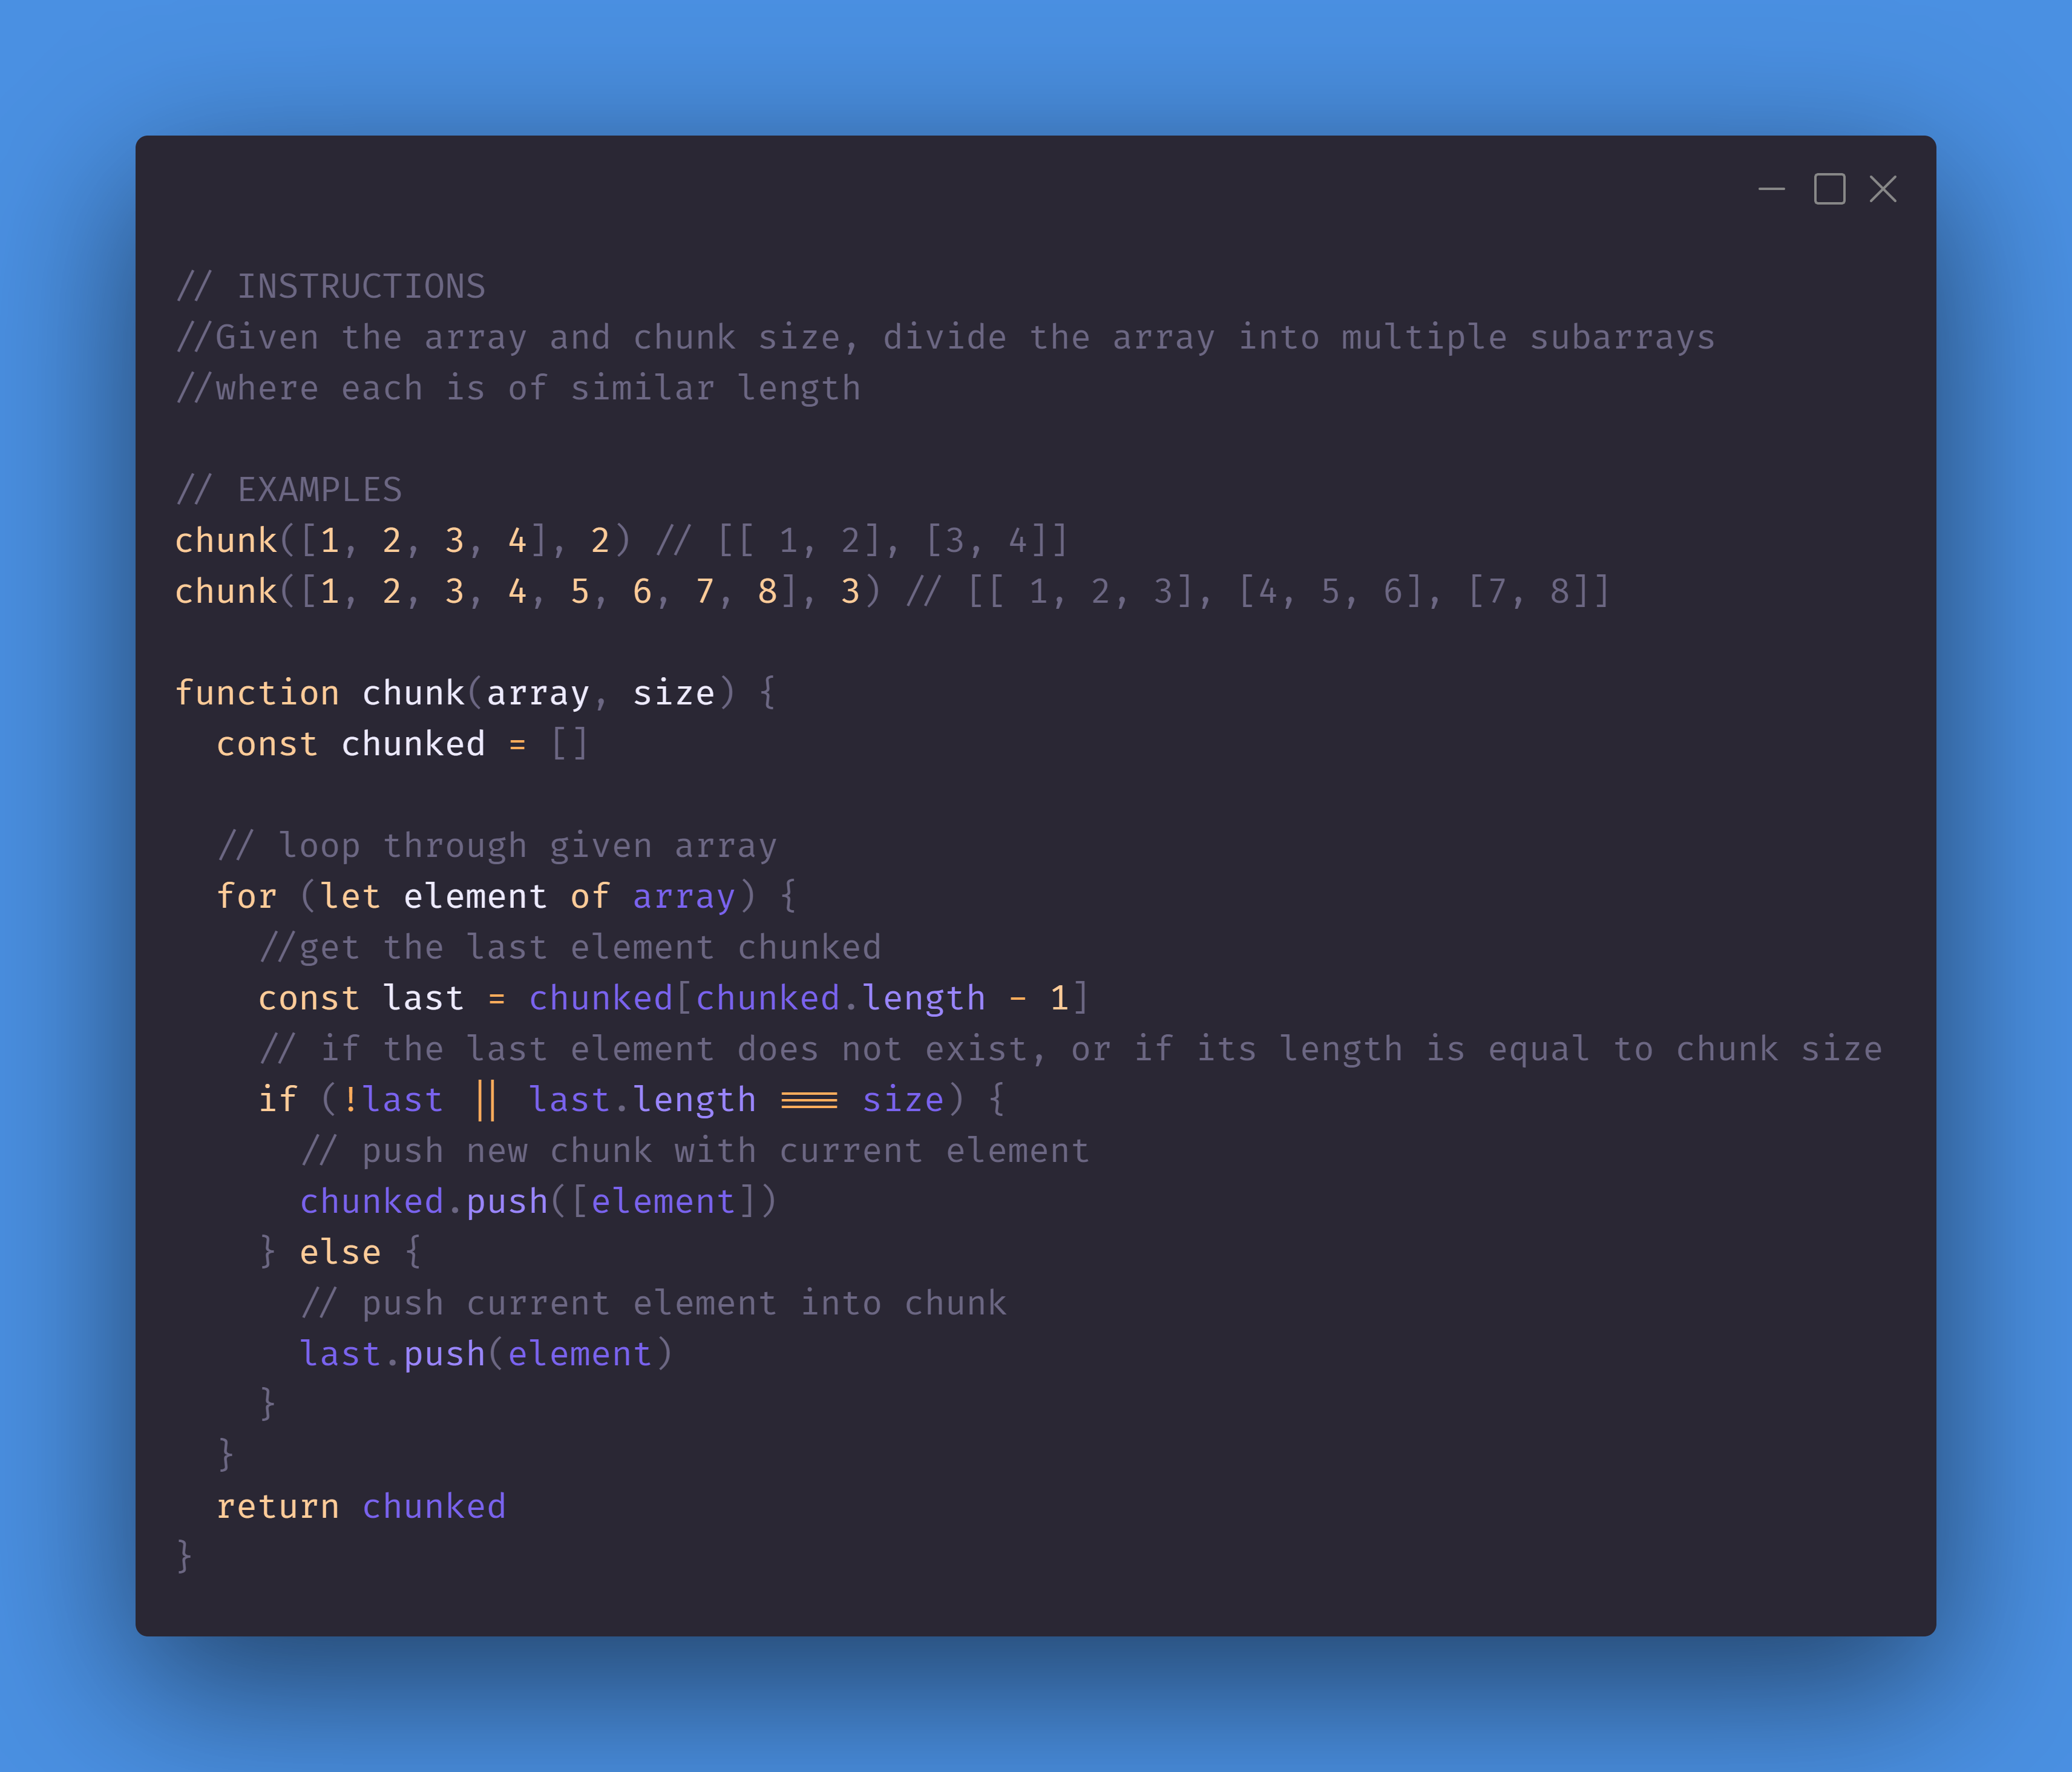 // INSTRUCTIONS
//Given the array and chunk size, divide the array into multiple subarrays
//where each is of similar length
// EXAMPLES
chunk([1, 2, 3, 4], 2) // [[ 1, 2], [3, 4]]
chunk([1, 2, 3, 4, 5, 6, 7, 8], 3) // [[ 1, 2, 3], [4, 5, 6], [7, 8]]
function chunk(array, size) {
  const chunked = []
  // loop through given array
  for (let element of array) {
    //get the last element chunked
    const last = chunked[chunked.length - 1]
    // if the last element does not exist, or if its length is equal to chunk size
    if (!last || last.length === size) {
      // push new chunk with current element
      chunked.push([element])
    } else {
      // push current element into chunk
      last.push(element)
    }
  }
  return chunked
}